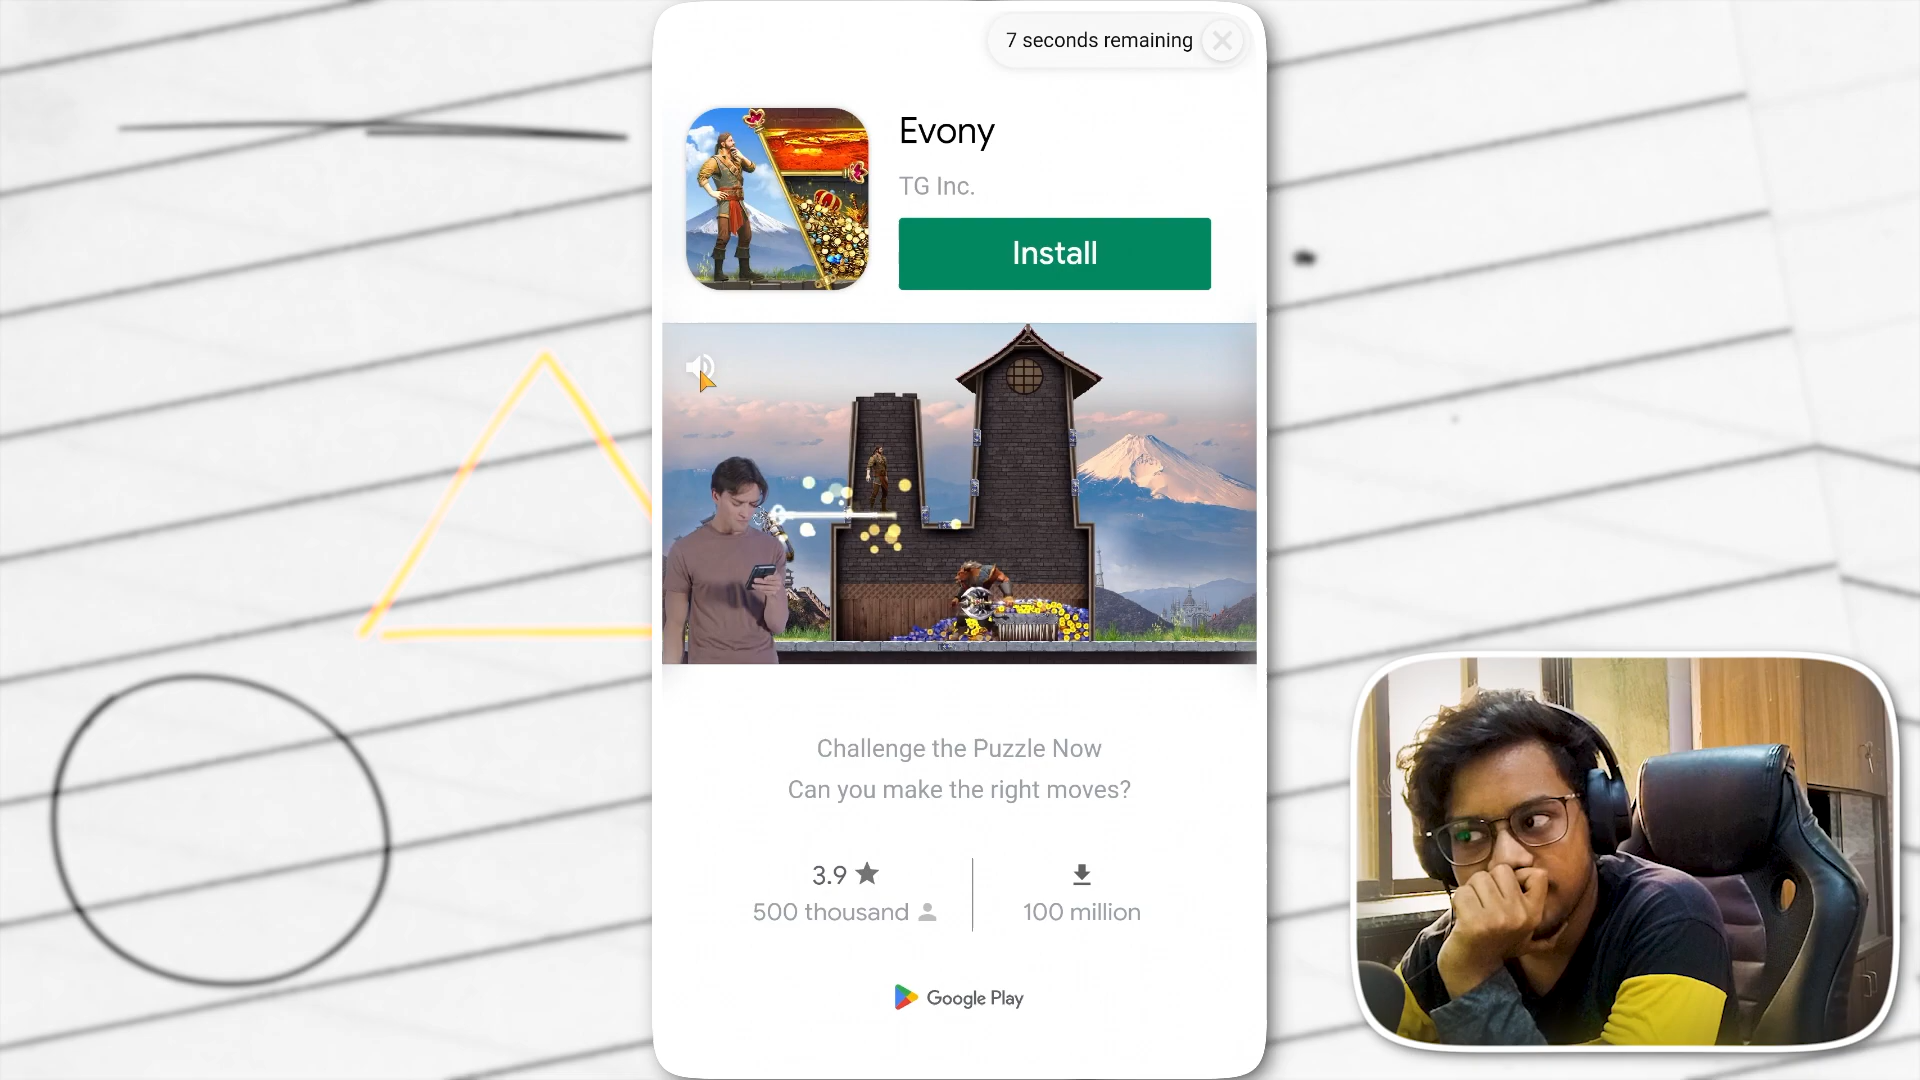 7 seconds remaining
Evony
TG Inc.
Install
Challenge the Puzzle Now
Can you make the right moves?
3.9
500 thousand
100 million
Google Play